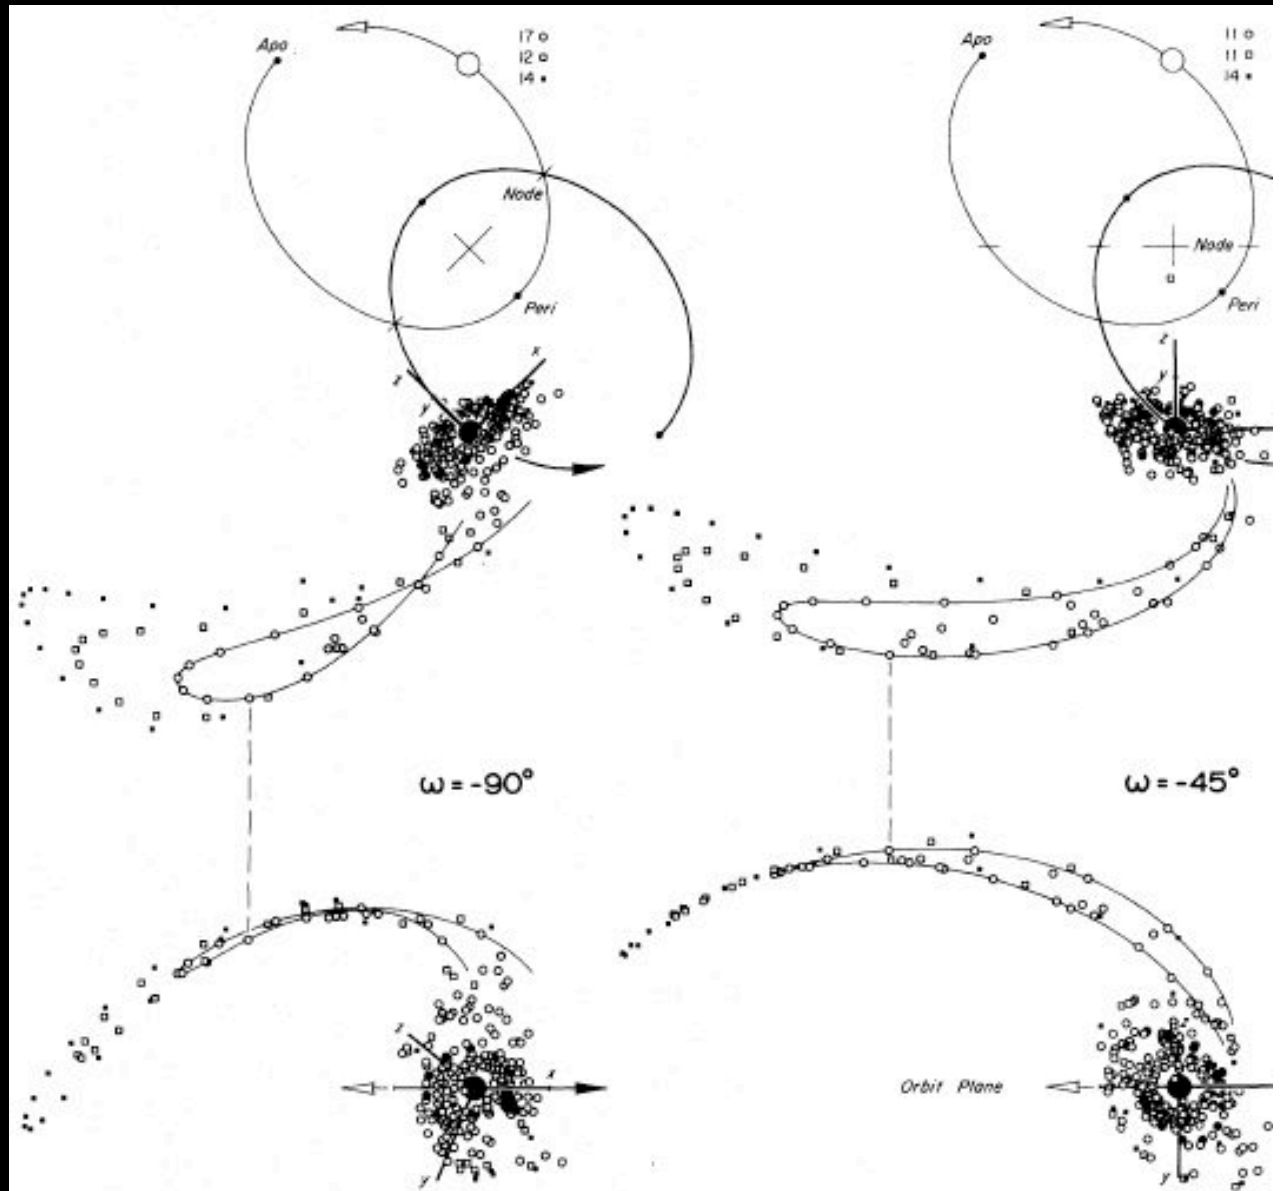 Apo
17 ○
12 □
14 ▪
Node
Peri
x
z
y
ω = -90°
z
x
y
Apo
11 ○
11 □
14 ▪
Node
Peri
z
y
ω = -45°
Orbit Plane
y